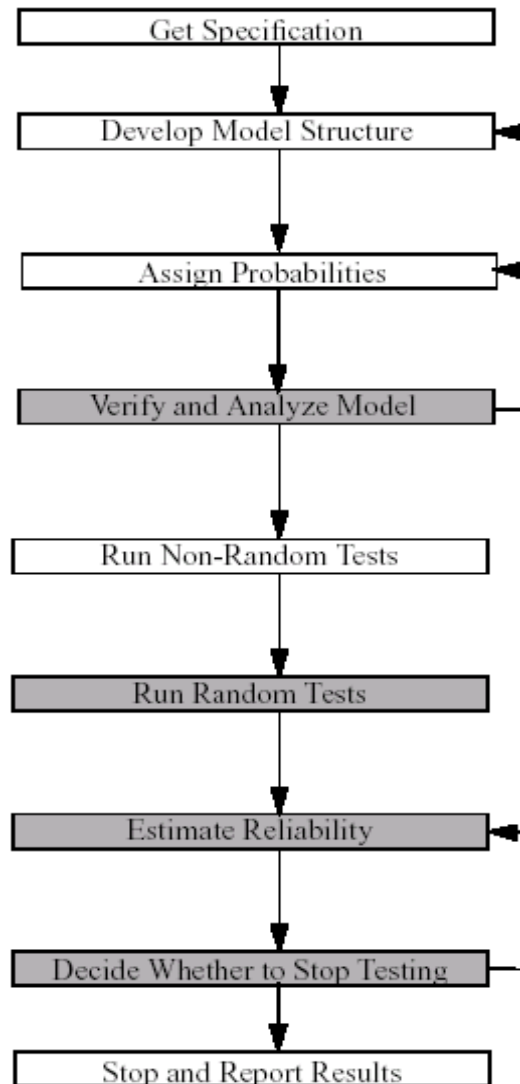 Get Specification
Develop Model Structure
Assign Probabilities
Verify and Analyze Model
Run Non-Random Tests
Run Random Tests
Estimate Reliability
Decide Whether to Stop Testing
Stop and Report Results